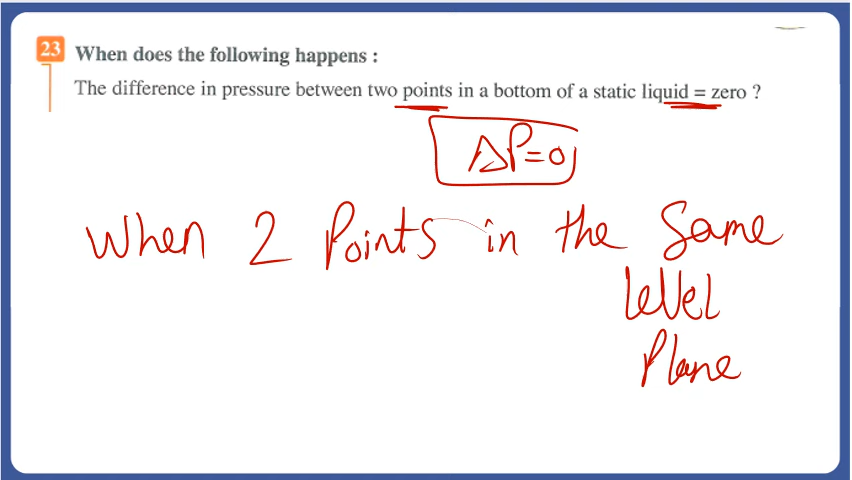 23 When does the following happens :
The difference in pressure between two points in a bottom of a static liquid = zero ?
ΔP=0
When 2 Points in the Same
level
Plane